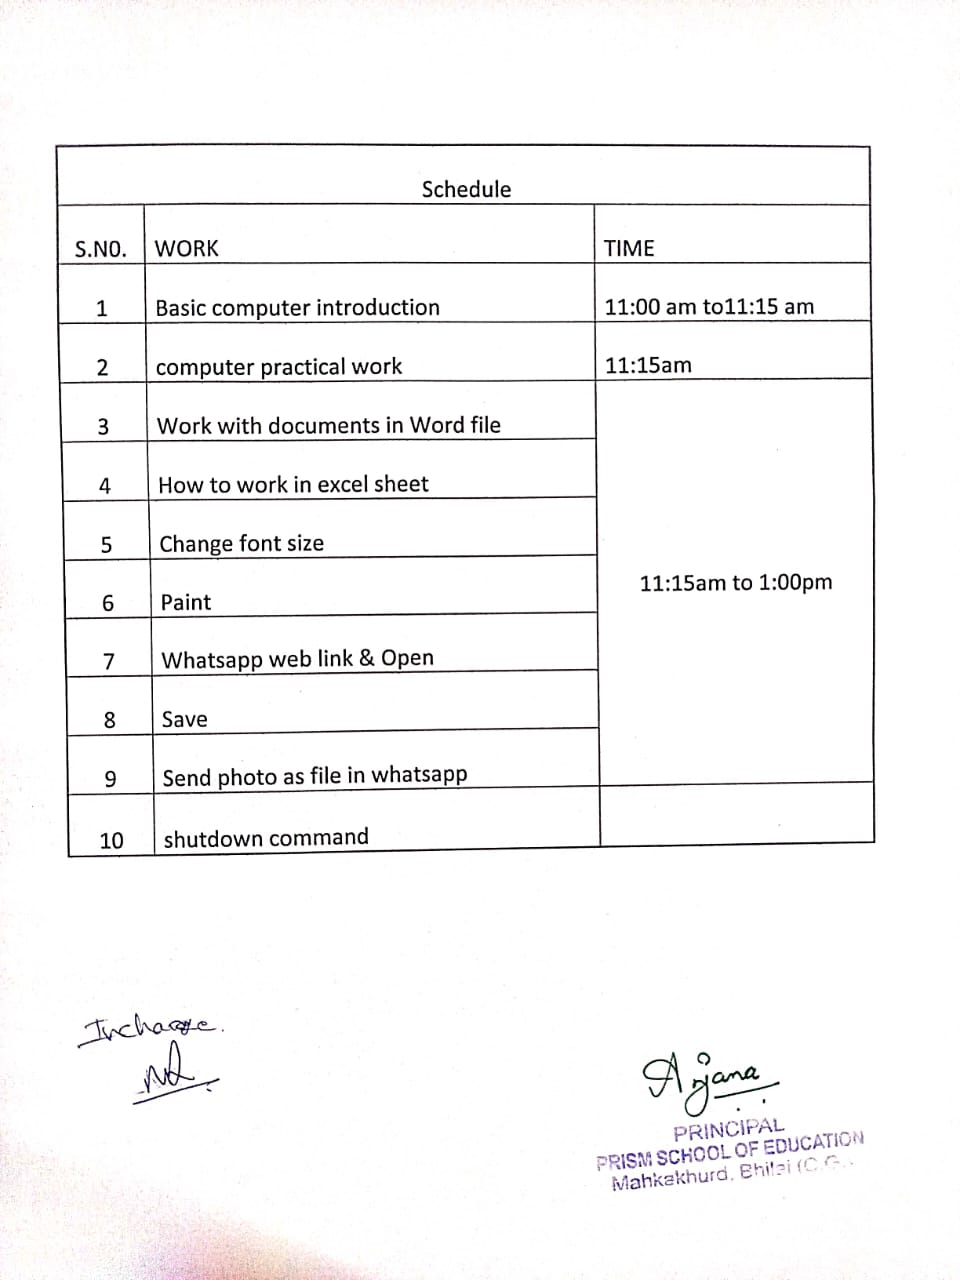 Schedule
S.NO. WORK TIME
1 Basic computer introduction 11:00 am to11:15 am
2 computer practical work 11:15am
3 Work with documents in Word file
4 How to work in excel sheet
5 Change font size
6 Paint
11:15am to 1:00pm
7 Whatsapp web link & Open
8 Save
9 Send photo as file in whatsapp
10 shutdown command
Incharge.
Anjana
PRINCIPAL
PRISM SCHOOL OF EDUCATION
Mahkakhurd, Bhilai (C.G.